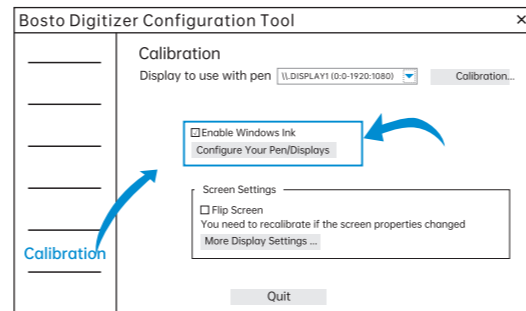 Bosto Digitizer Configuration Tool ×
Calibration
Display to use with pen \\.DISPLAY1 (0:0-1920:1080) Calibration...
☑Enable Windows Ink
Configure Your Pen/Displays
Screen Settings
☐ Flip Screen
You need to recalibrate if the screen properties changed
More Display Settings ...
Calibration
Quit